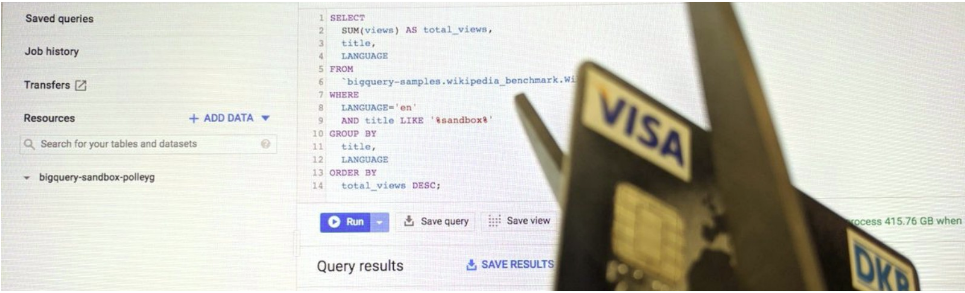 Saved queries
Job history
Transfers
Resources
+ ADD DATA
Search for your tables and datasets
bigquery-sandbox-polleyg
1 SELECT
2 SUM(views) AS total_views,
3 title,
4 LANGUAGE
5 FROM
6 `bigquery-samples.wikipedia_benchmark.Wi
7 WHERE
8 LANGUAGE='en'
9 AND title LIKE '%sandbox%'
10 GROUP BY
11 title,
12 LANGUAGE
13 ORDER BY
14 total_views DESC;
Run
Save query
Save view
process 415.76 GB when
Query results
SAVE RESULTS
VISA
DKB